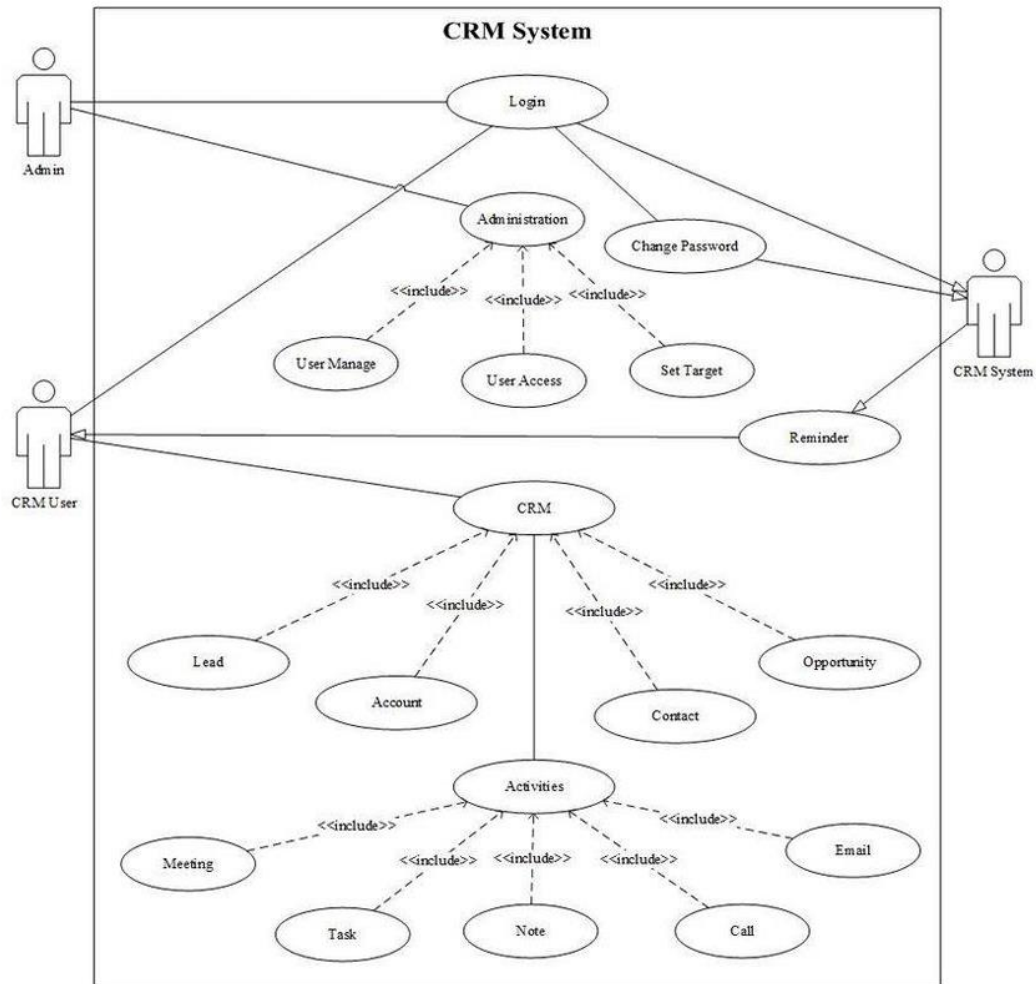 CRM System
Login
Admin
Administration
Change Password
<<include>>
<<include>>
<<include>>
User Manage
User Access
Set Target
CRM System
Reminder
CRM User
CRM
<<include>>
<<include>>
<<include>>
<<include>>
Lead
Account
Contact
Opportunity
Activities
<<include>>
<<include>>
<<include>>
<<include>>
<<include>>
Meeting
Email
Task
Note
Call